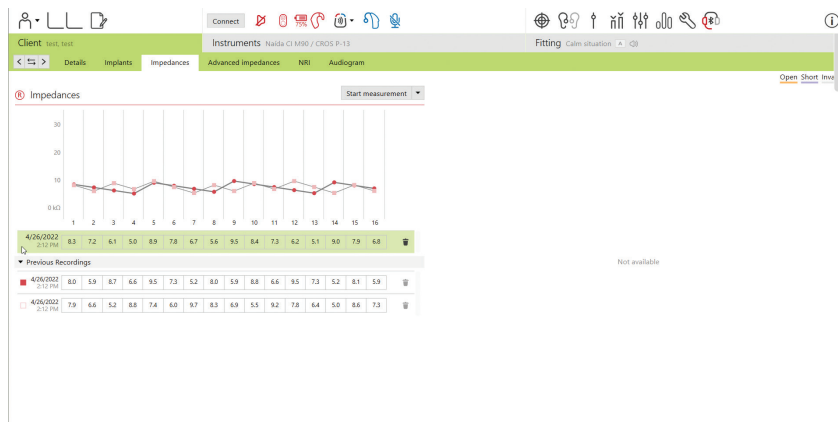 Connect
75%
Client test, test
Instruments Naida CI M90 / CROS P-13
Fitting Calm situation A
Details Implants Impedances Advanced impedances NRI Audiogram
Open Short
R Impedances
Start measurement
30
20
10
0 kΩ
1 2 3 4 5 6 7 8 9 10 11 12 13 14 15 16
4/26/2022 8.3 7.2 6.1 5.0 8.9 7.8 6.7 5.6 9.5 8.4 7.3 6.2 5.1 9.0 7.9 6.8
2:12 PM
Not available
Previous Recordings
4/26/2022 8.0 5.9 8.7 6.6 9.5 7.3 5.2 8.0 5.9 8.8 6.6 9.5 7.3 5.2 8.1 5.9
2:12 PM
4/26/2022 7.9 6.6 5.2 8.8 7.4 6.0 9.7 8.3 6.9 5.5 9.2 7.8 6.4 5.0 8.6 7.3
2:12 PM